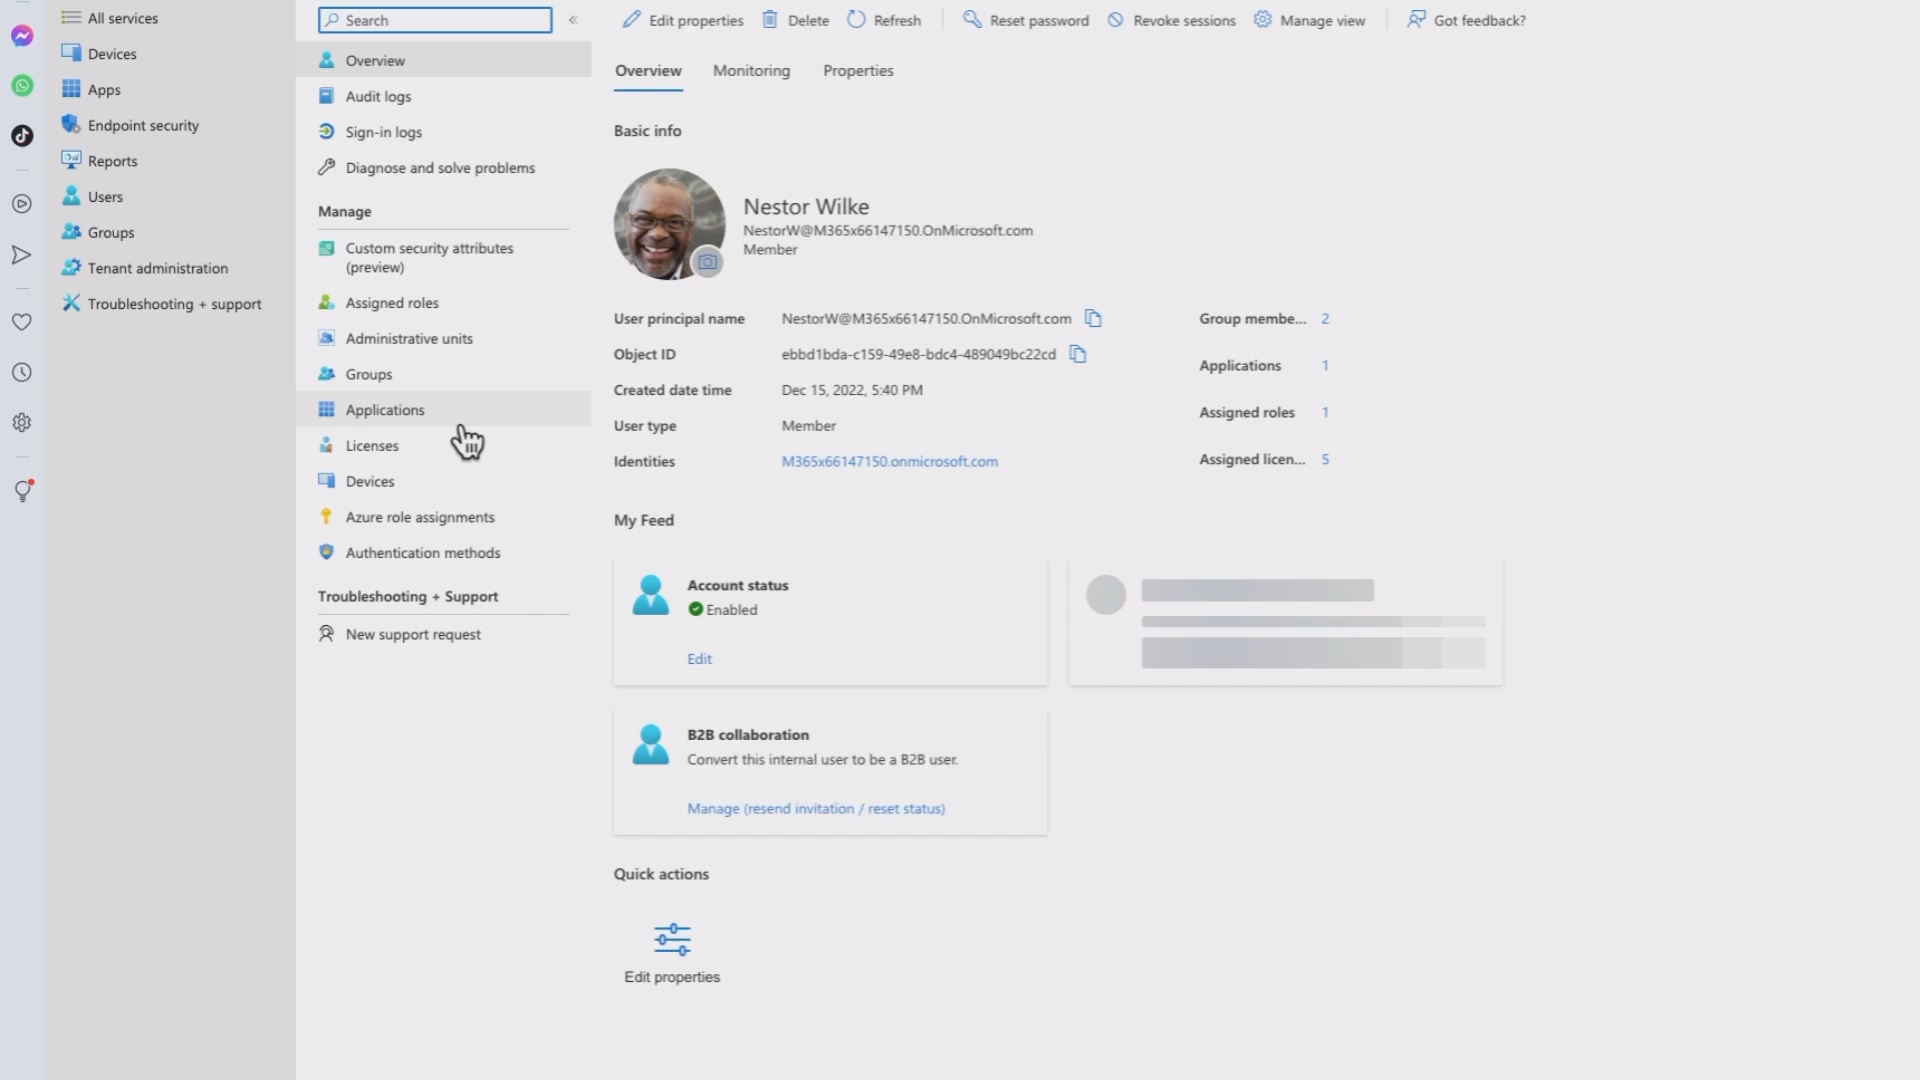 All services
Devices
Apps
Endpoint security
Reports
Users
Groups
Tenant administration
Troubleshooting + support
Search
Overview
Audit logs
Sign-in logs
Diagnose and solve problems
Manage
Custom security attributes
(preview)
Assigned roles
Administrative units
Groups
Applications
Licenses
Devices
Azure role assignments
Authentication methods
Troubleshooting + Support
New support request
Edit properties Delete Refresh Reset password Revoke sessions Manage view Got feedback?
Overview Monitoring Properties
Basic info
Nestor Wilke
NestorW@M365x66147150.OnMicrosoft.com
Member
User principal name NestorW@M365x66147150.OnMicrosoft.com
Object ID ebbd1bda-c159-49e8-bdc4-489049bc22cd
Created date time Dec 15, 2022, 5:40 PM
User type Member
Identities M365x66147150.onmicrosoft.com
Group membe... 2
Applications 1
Assigned roles 1
Assigned licen... 5
My Feed
Account status
Enabled
Edit
B2B collaboration
Convert this internal user to be a B2B user.
Manage (resend invitation / reset status)
Quick actions
Edit properties